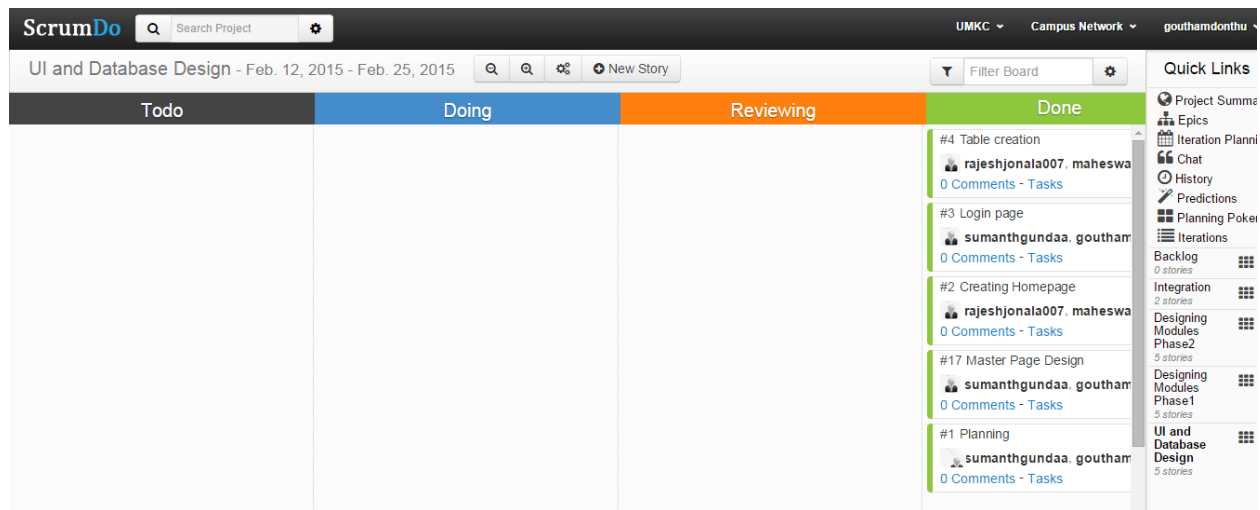 ScrumDo
Search Project
UMKC
Campus Network
gouthamdonthu
UI and Database Design - Feb. 12, 2015 - Feb. 25, 2015
New Story
Filter Board
Todo
Doing
Reviewing
Done
#4 Table creation
rajeshjonala007, maheswa
0 Comments - Tasks
#3 Login page
sumanthgundaa, goutham
0 Comments - Tasks
#2 Creating Homepage
rajeshjonala007, maheswa
0 Comments - Tasks
#17 Master Page Design
sumanthgundaa, goutham
0 Comments - Tasks
#1 Planning
sumanthgundaa, goutham
0 Comments - Tasks
Quick Links
Project Summa
Epics
Iteration Planni
Chat
History
Predictions
Planning Poker
Iterations
Backlog
0 stories
Integration
2 stories
Designing
Modules
Phase2
5 stories
Designing
Modules
Phase1
5 stories
UI and
Database
Design
5 stories